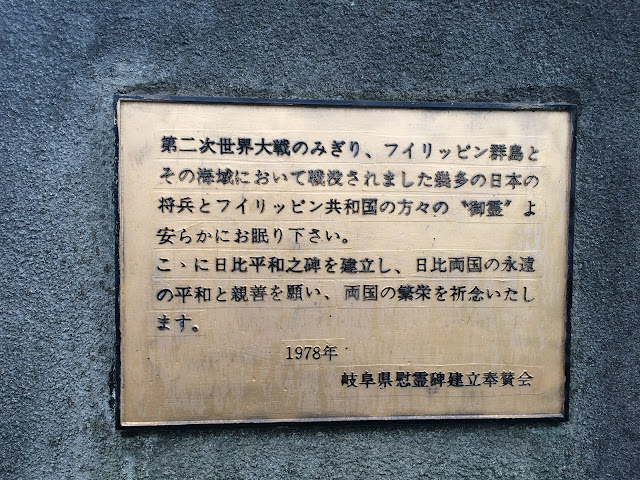 第二次世界大戦のみぎり、フイリッピン群島と
その海域において戦没されました幾多の日本の
将兵とフイリッピン共和国の方々の〝御霊〞よ
安らかにお眠り下さい。
こゝに日比平和之碑を建立し、日比両国の永遠
の平和と親善を願い、両国の繁栄を祈念いたし
ます。
1978年
岐阜県慰霊碑建立奉賛会